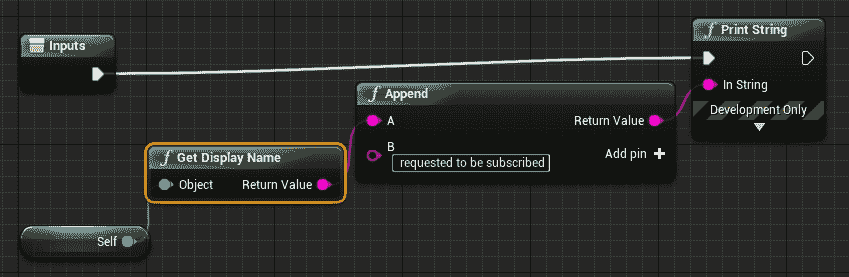 Inputs
f Print String
In String
Development Only
f Append
A
Return Value
B
requested to be subscribed
Add pin +
f Get Display Name
Object
Return Value
Self